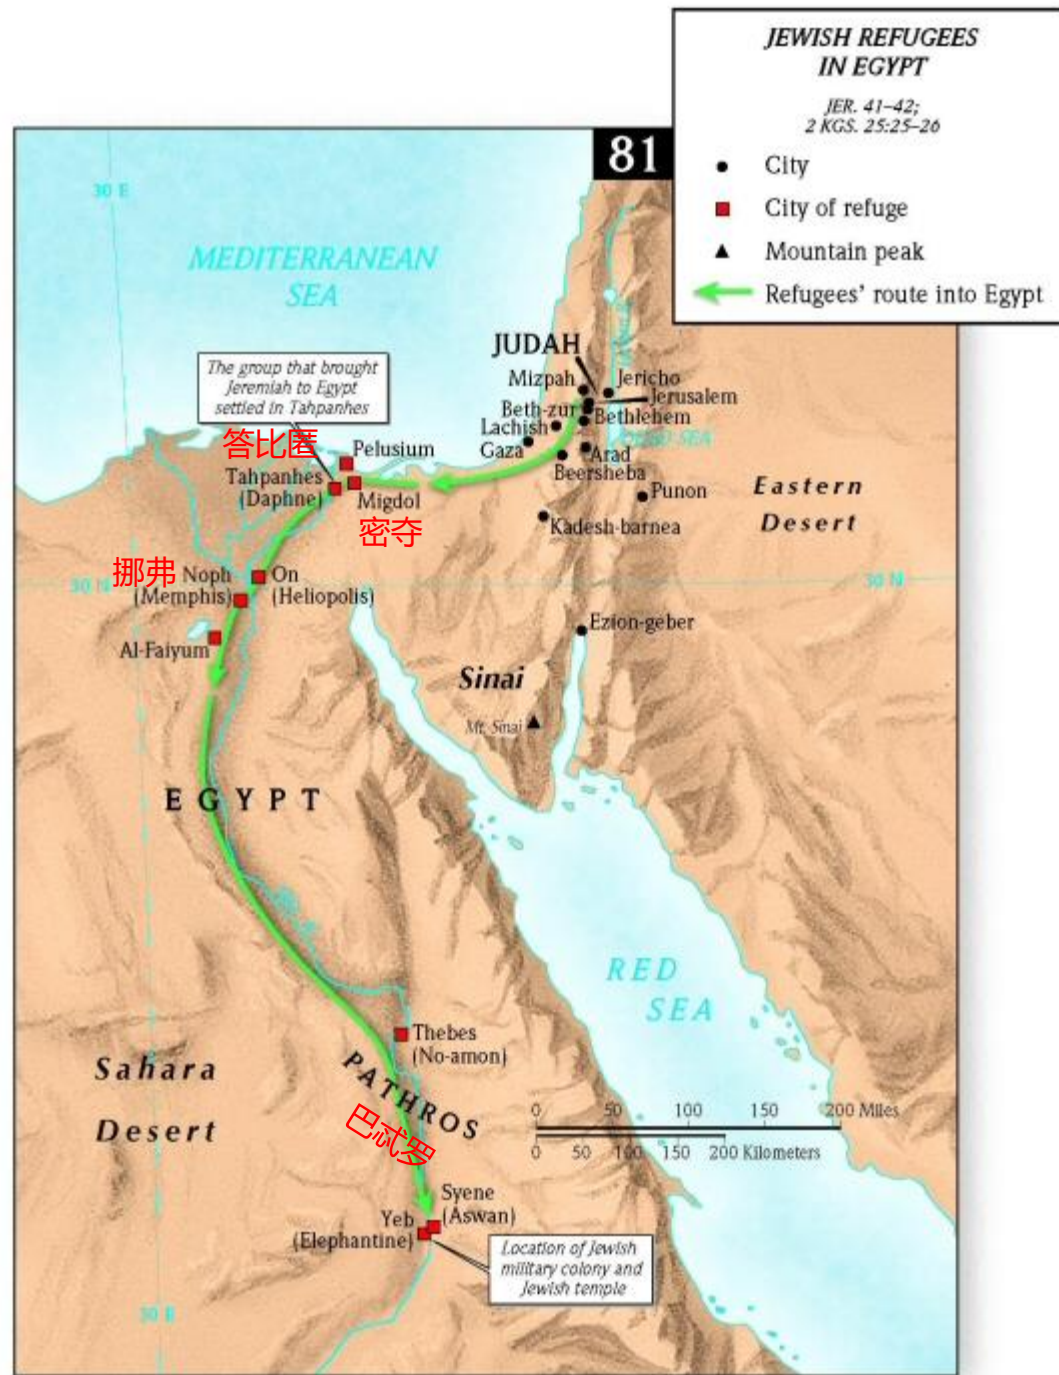 JEWISH REFUGEES
IN EGYPT
JER. 41–42;
2 KGS. 25:25–26
City
City of refuge
Mountain peak
Refugees' route into Egypt
81
30 E
MEDITERRANEAN
SEA
JUDAH
Mizpah
Jericho
Jerusalem
Beth-zur
Bethlehem
Lachish
SEA
Gaza
Arad
Beersheba
The group that brought
Jeremiah to Egypt
settled in Tahpanhes
答比匿
Pelusium
Tahpanhes
(Daphne)
Migdol
密夺
Punon
Eastern
Desert
Kadesh-barnea
挪弗
30 N
Noph
(Memphis)
On
(Heliopolis)
30 N
Al-Faiyum
Ezion-geber
Sinai
Mt. Sinai
EGYPT
RED
SEA
Thebes
(No-amon)
Sahara
Desert
PATHROS
巴忒罗
0 50 100 150 200 Miles
0 50 100 150 200 Kilometers
Syene
(Aswan)
Yeb
(Elephantine)
Location of Jewish
military colony and
Jewish temple
30 E